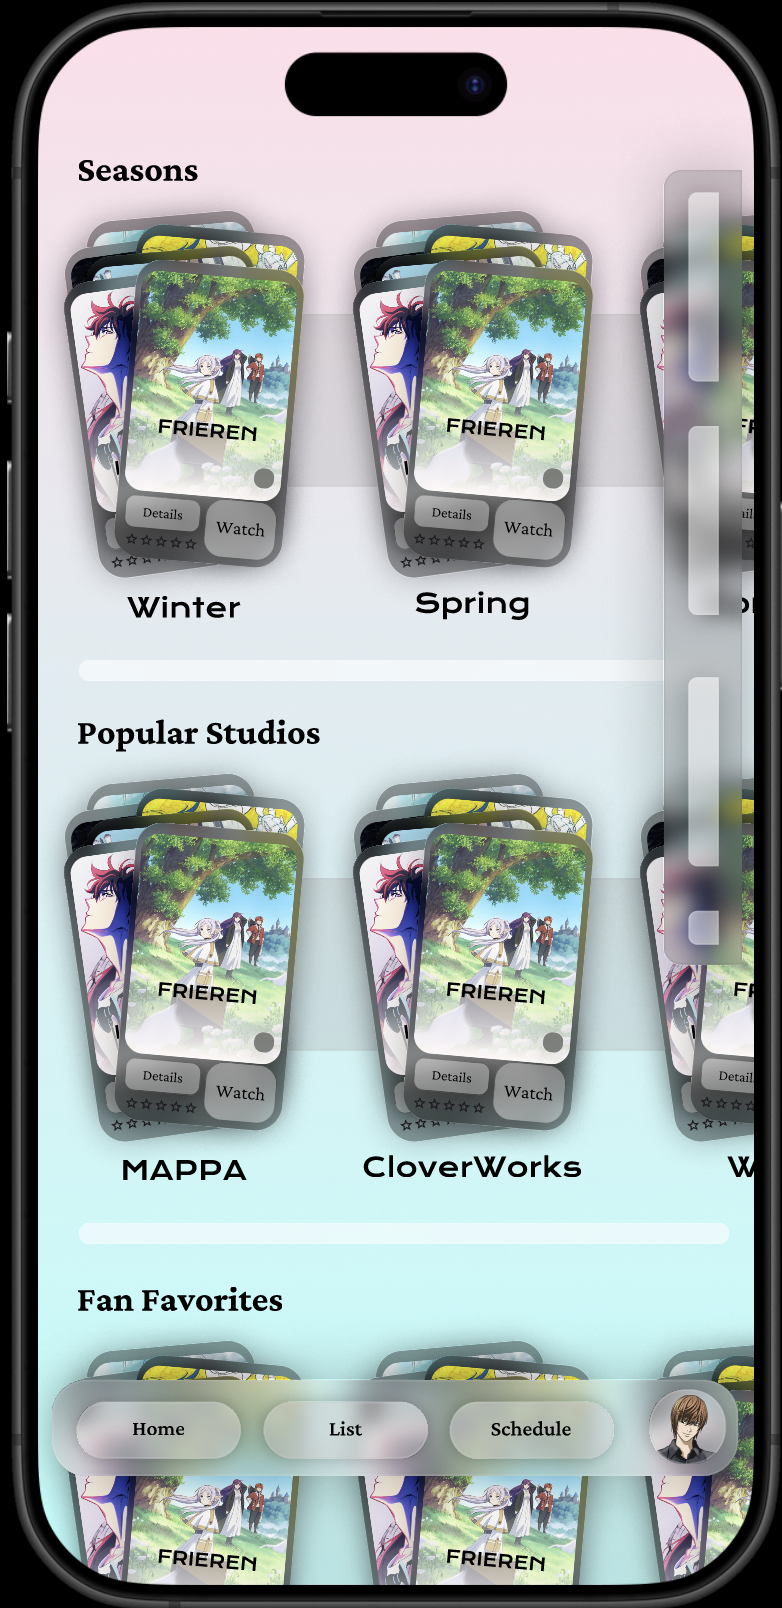 Seasons
FRIEREN
FRIEREN
Details
Watch
Details
Watch
Winter
Spring
Popular Studios
FRIEREN
FRIEREN
Details
Watch
Details
Watch
MAPPA
CloverWorks
W
Fan Favorites
Home
List
Schedule
FRIEREN
FRIEREN